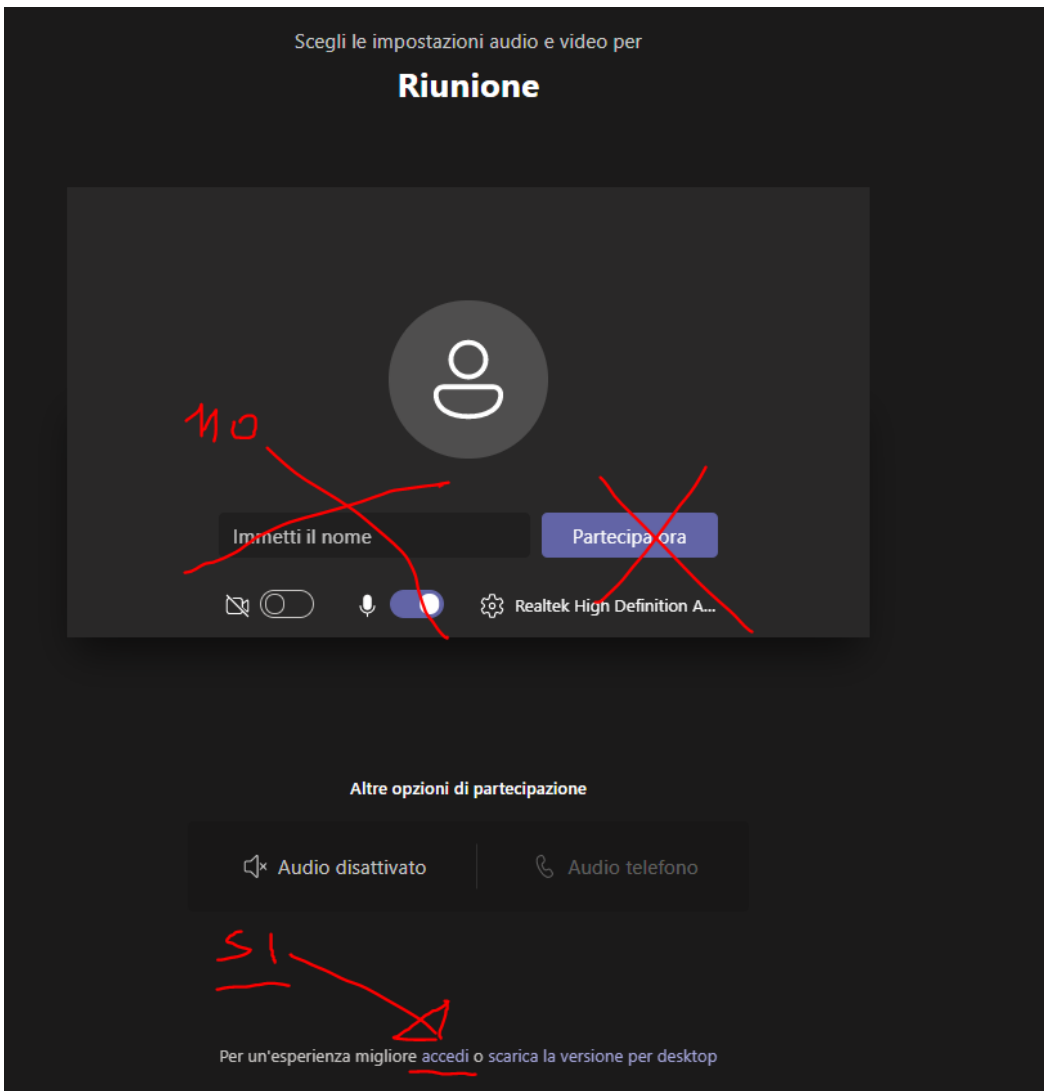 Scegli le impostazioni audio e video per
Riunione
NO
Immetti il nome
Partecipa ora
Realtek High Definition A...
Altre opzioni di partecipazione
Audio disattivato
Audio telefono
SI
Per un'esperienza migliore accedi o scarica la versione per desktop